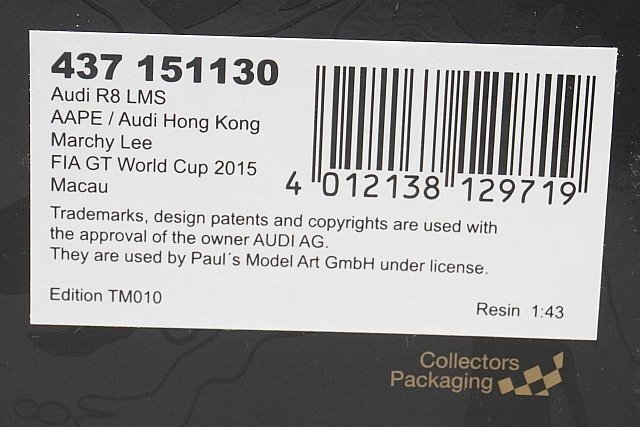 437 151130
Audi R8 LMS
AAPE / Audi Hong Kong
Marchy Lee
FIA GT World Cup 2015
Macau
4 012138 129719
Trademarks, design patents and copyrights are used with
the approval of the owner AUDI AG.
They are used by Paul´s Model Art GmbH under license.
Edition TM010
Resin 1:43
Collectors
Packaging